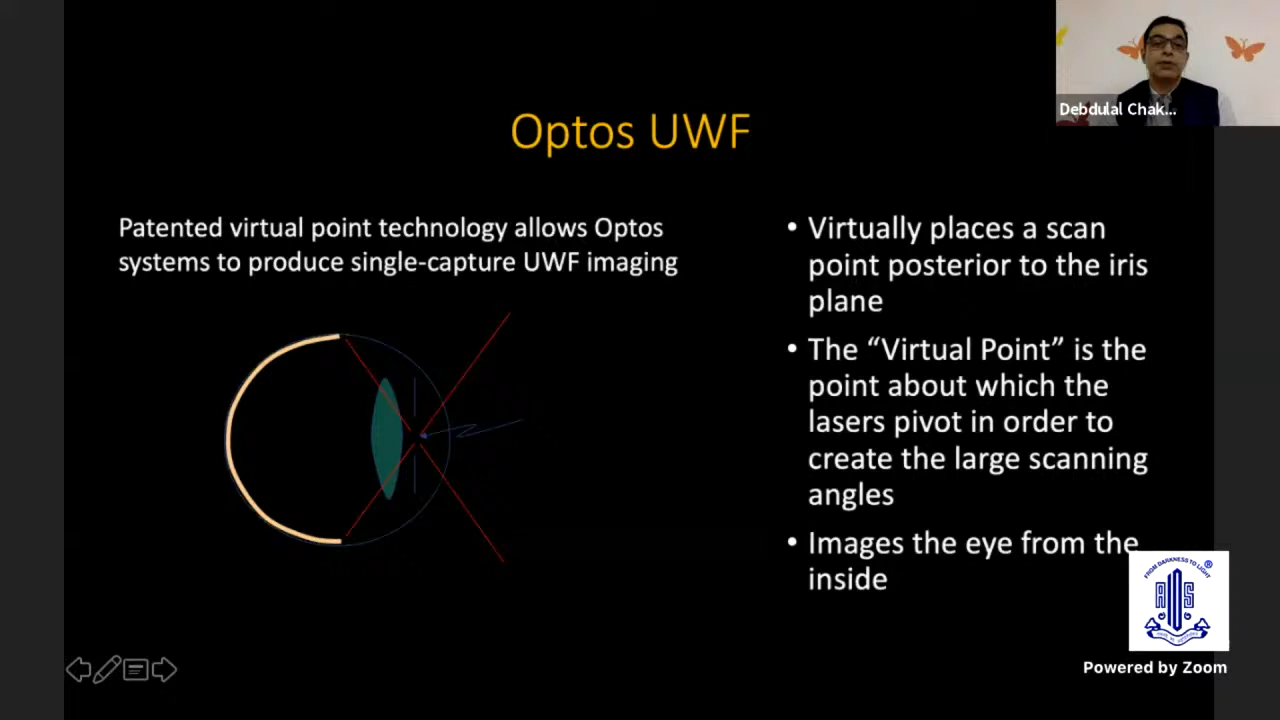 Debdulal Chak...
Optos UWF
Patented virtual point technology allows Optos
systems to produce single-capture UWF imaging
• Virtually places a scan
point posterior to the iris
plane
• The “Virtual Point” is the
point about which the
lasers pivot in order to
create the large scanning
angles
• Images the eye from the
inside
FROM DARKNESS TO LIGHT
®
AIOS
Powered by Zoom